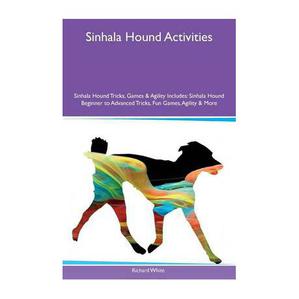 Sinhala Hound Activities
Sinhala Hound Tricks, Games & Agility Includes: Sinhala Hound
Beginner to Advanced Tricks, Fun Games, Agility & More
Richard White